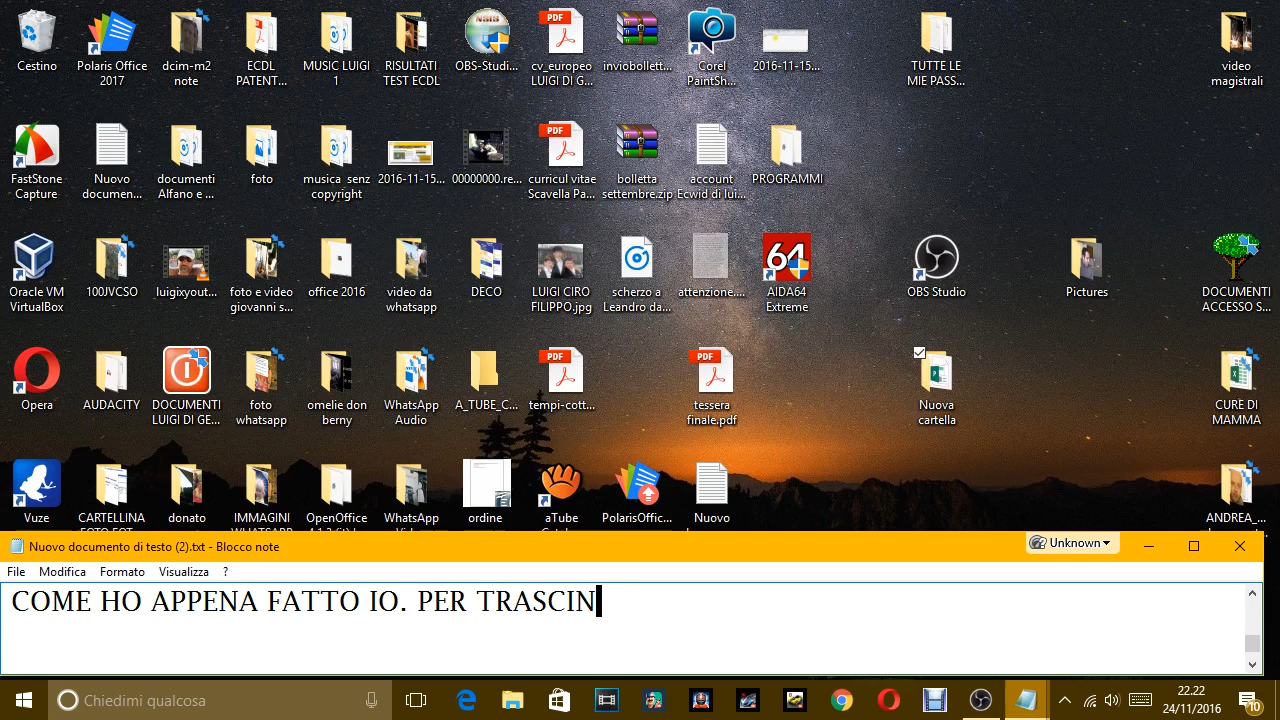 Cestino
Polaris Office 2017
dcim-m2 note
ECDL PATENT...
MUSIC LUIGI 1
RISULTATI TEST ECDL
OBS-Studi...
cv_europeo LUIGI DI G...
inviobollett...
Corel PaintSh...
2016-11-15...
TUTTE LE MIE PASS...
video magistrali
FastStone Capture
Nuovo documen...
documenti Alfano e ...
foto
musica senz copyright
2016-11-15...
00000000.re...
curricul vitae Scavella Pa...
bolletta settembre.zip
account Ecwid di lui...
PROGRAMMI
Oracle VM VirtualBox
100JVCSO
luigixyout...
foto e video giovanni s...
office 2016
video da whatsapp
DECO
LUIGI CIRO FILIPPO.jpg
scherzo a Leandro da...
attenzione....
AIDA64 Extreme
OBS Studio
Pictures
DOCUMENTI ACCESSO S...
Opera
AUDACITY
DOCUMENTI LUIGI DI GE...
foto whatsapp
omelie don berny
WhatsApp Audio
A_TUBE_C...
tempi-cott...
tessera finale.pdf
Nuova cartella
CURE DI MAMMA
Vuze
CARTELLINA
donato
IMMAGINI
OpenOffice
WhatsApp
ordine
aTube
PolarisOffic...
Nuovo
ANDREA_...
Nuovo documento di testo (2).txt - Blocco note
Unknown
File Modifica Formato Visualizza ?
COME HO APPENA FATTO IO. PER TRASCIN
Chiedimi qualcosa
22.22
24/11/2016
10